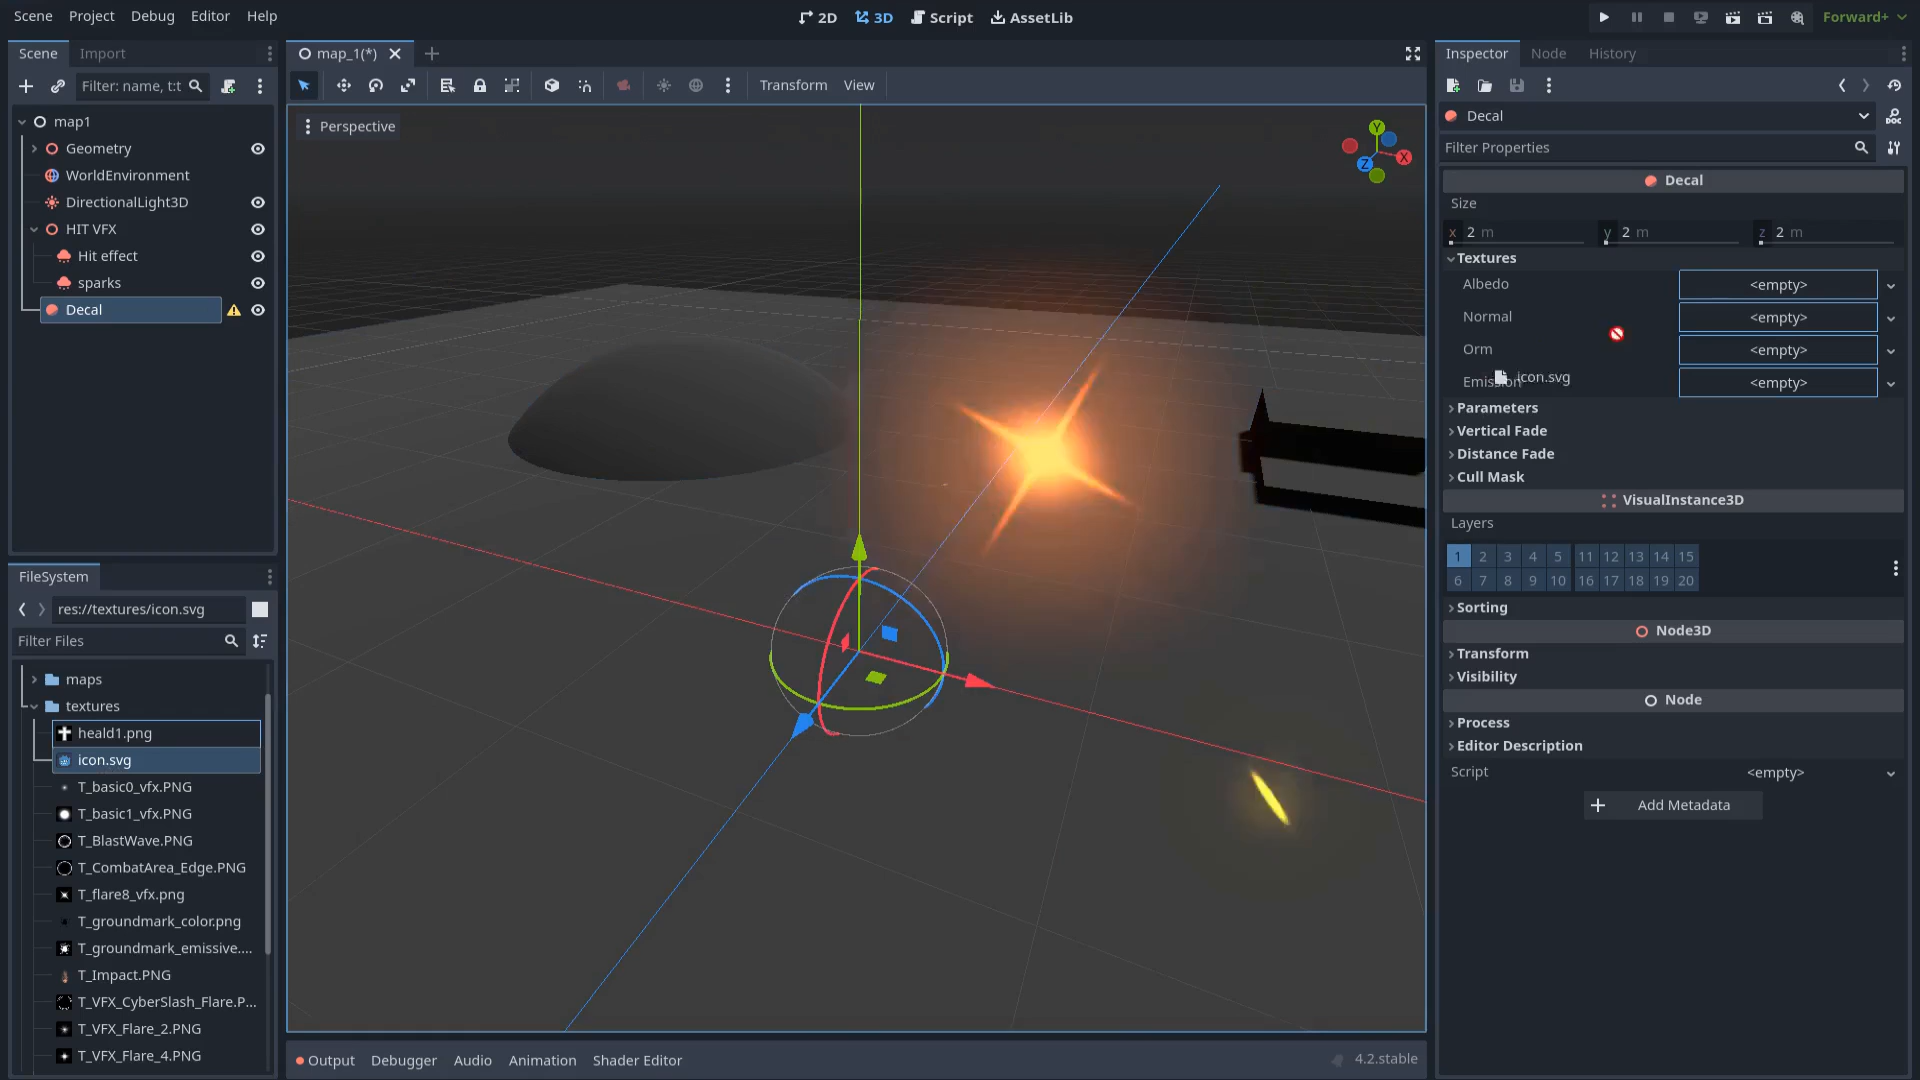 Scene Project Debug Editor Help
2D 3D Script AssetLib
Forward+
Scene Import
Filter: name, t:t
map1
Geometry
WorldEnvironment
DirectionalLight3D
HIT VFX
Hit effect
sparks
Decal
FileSystem
res://textures/icon.svg
Filter Files
maps
textures
heald1.png
icon.svg
T_basic0_vfx.PNG
T_basic1_vfx.PNG
T_BlastWave.PNG
T_CombatArea_Edge.PNG
T_flare8_vfx.png
T_groundmark_color.png
T_groundmark_emissive....
T_Impact.PNG
T_VFX_CyberSlash_Flare.P...
T_VFX_Flare_2.PNG
T_VFX_Flare_4.PNG
map_1(*)
Transform View
Perspective
Y
X
Z
Output Debugger Audio Animation Shader Editor
4.2.stable
Inspector Node History
Decal
Filter Properties
Decal
Size
x 2 m y 2 m z 2 m
Textures
Albedo <empty>
Normal <empty>
Orm <empty>
Emission <empty>
icon.svg
Parameters
Vertical Fade
Distance Fade
Cull Mask
VisualInstance3D
Layers
1 2 3 4 5 11 12 13 14 15
6 7 8 9 10 16 17 18 19 20
Sorting
Node3D
Transform
Visibility
Node
Process
Editor Description
Script <empty>
Add Metadata